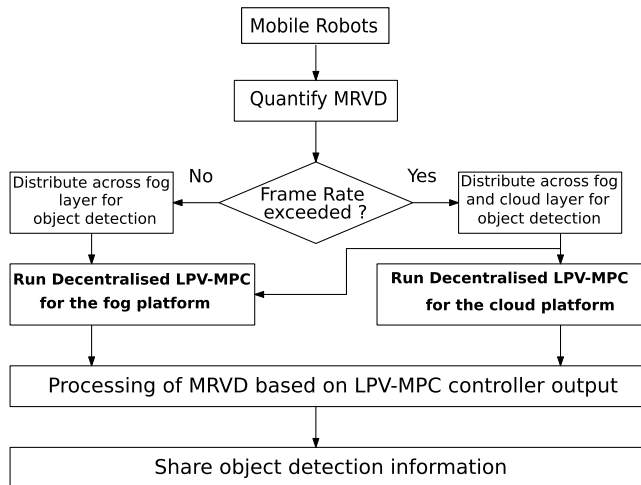 Mobile Robots
Quantify MRVD
No
Yes
Frame Rate
exceeded ?
Distribute across fog
layer for
object detection
Distribute across fog
and cloud layer for
object detection
Run Decentralised LPV-MPC
for the fog platform
Run Decentralised LPV-MPC
for the cloud platform
Processing of MRVD based on LPV-MPC controller output
Share object detection information